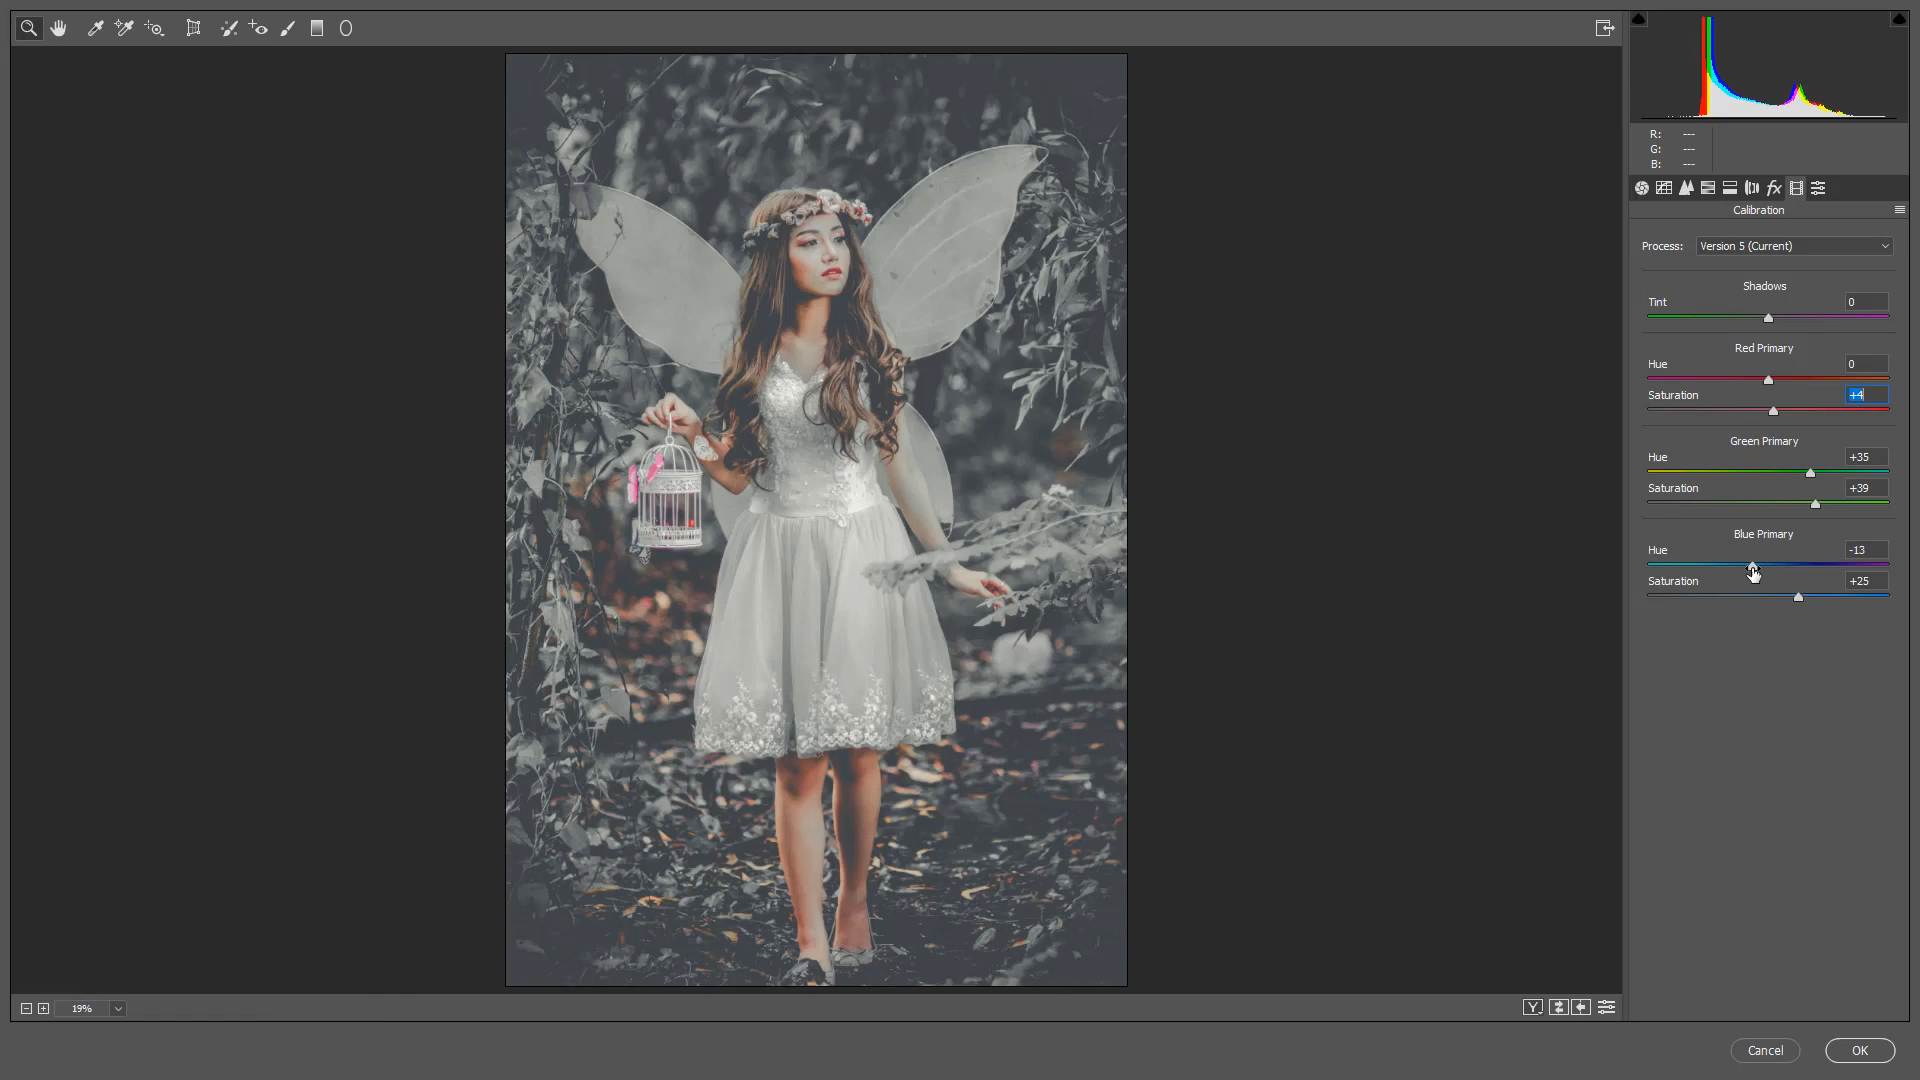 R: ---
G: ---
B: ---
fx
Calibration
Process: Version 5 (Current)
Shadows
Tint 0
Red Primary
Hue 0
Saturation +4
Green Primary
Hue +35
Saturation +39
Blue Primary
Hue -13
Saturation +25
19%
Y
Cancel OK